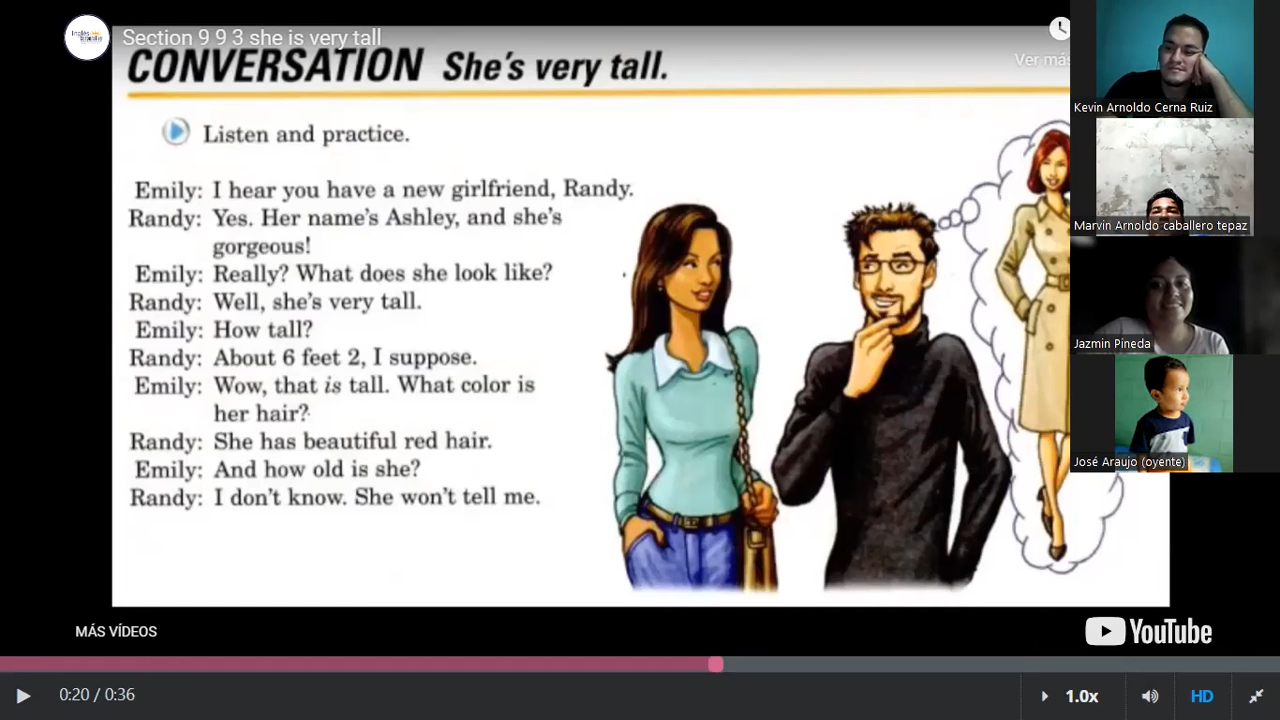 Section 9 9 3 she is very tall
CONVERSATION She's very tall.
Ver más
Listen and practice.
Emily: I hear you have a new girlfriend, Randy.
Randy: Yes. Her name's Ashley, and she's
gorgeous!
Emily: Really? What does she look like?
Randy: Well, she's very tall.
Emily: How tall?
Randy: About 6 feet 2, I suppose.
Emily: Wow, that is tall. What color is
her hair?
Randy: She has beautiful red hair.
Emily: And how old is she?
Randy: I don't know. She won't tell me.
Kevin Arnoldo Cerna Ruiz
Marvin Arnoldo caballero tepaz
Jazmin Pineda
José Araujo (oyente)
MÁS VÍDEOS
YouTube
0:20 / 0:36
1.0x
HD